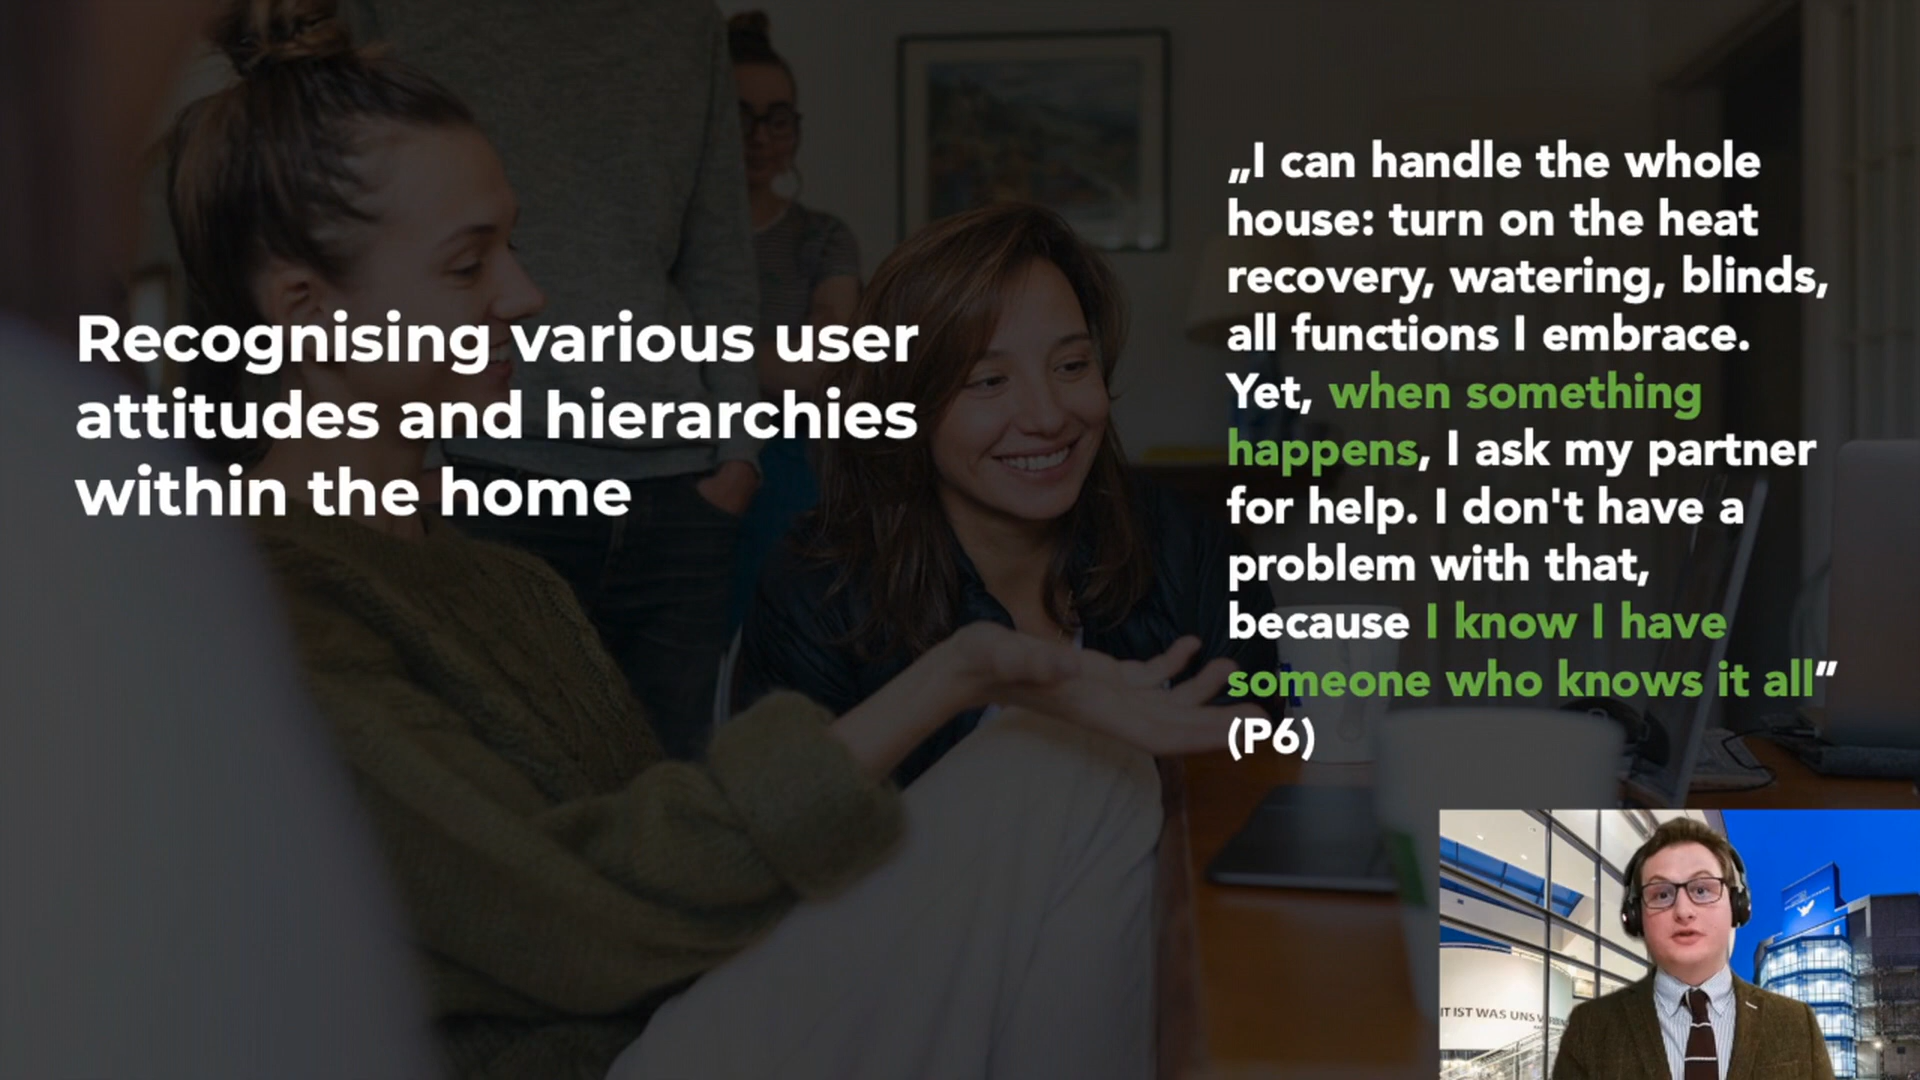 Recognising various user
attitudes and hierarchies
within the home
„I can handle the whole
house: turn on the heat
recovery, watering, blinds,
all functions I embrace.
Yet, when something
happens, I ask my partner
for help. I don't have a
problem with that,
because I know I have
someone who knows it all”
(P6)
IST WAS UNS